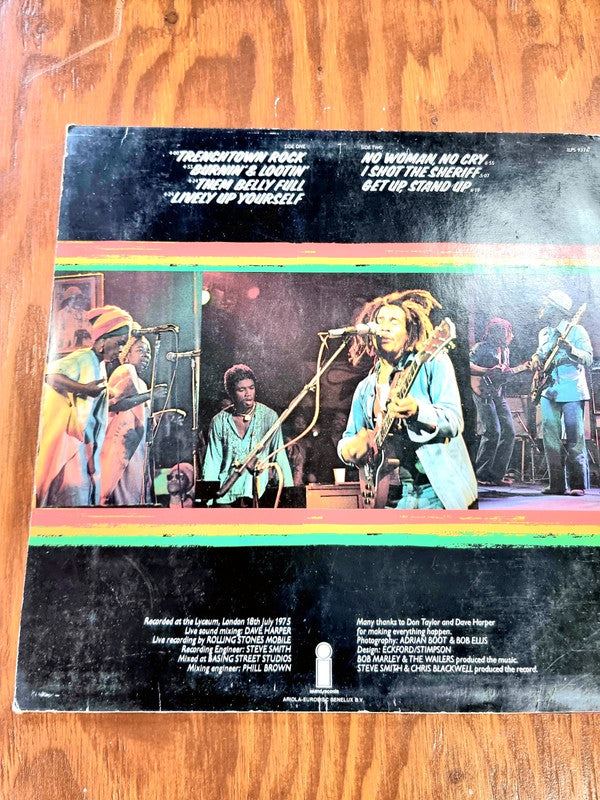 SIDE ONE
"TRENCHTOWN ROCK
"BURNIN' & LOOTIN'
"THEM BELLY FULL
"LIVELY UP YOURSELF
SIDE TWO
NO WOMAN, NO CRY
I SHOT THE SHERIFF
GET UP STAND UP
Recorded at the Lyceum, London 18th July 1975
Live sound mixing: DAVE HARPER
Live recording by ROLLING STONES MOBILE
Recording Engineer: STEVE SMITH
Mixed at BASING STREET STUDIOS
Mixing engineer: PHILL BROWN
Many thanks to Don Taylor and Dave Harper
for making everything happen.
Photography: ADRIAN BOOT & BOB ELLIS
Design: ECKFORD/STIMPSON
BOB MARLEY & THE WAILERS produced the music.
STEVE SMITH & CHRIS BLACKWELL produced the record.
island records
ARIOLA-EURODISC BENELUX B.V.